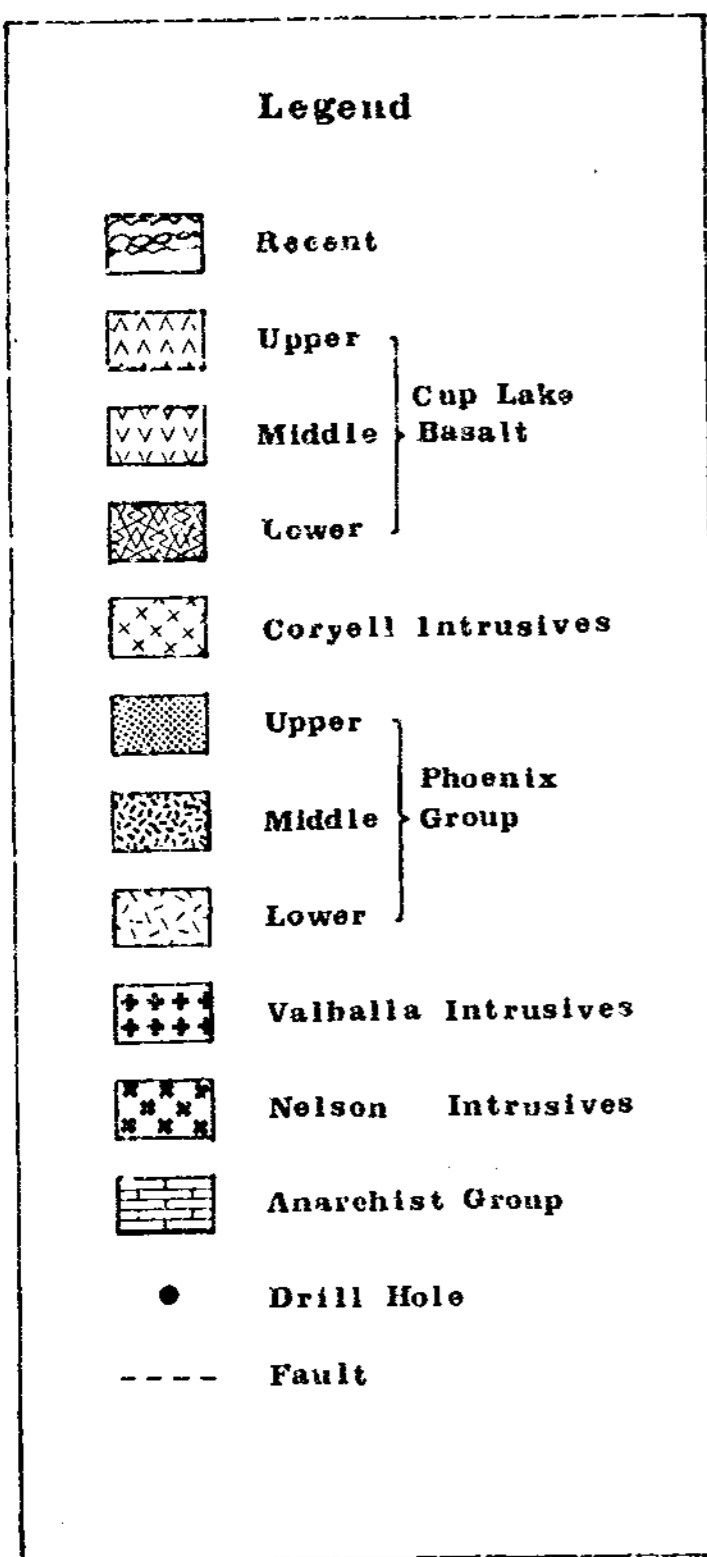 Legend
Recent
Upper
Cup Lake
Middle
Basalt
Lower
Coryell Intrusives
Upper
Phoenix
Middle
Group
Lower
Valhalla Intrusives
Nelson Intrusives
Anarchist Group
Drill Hole
Fault